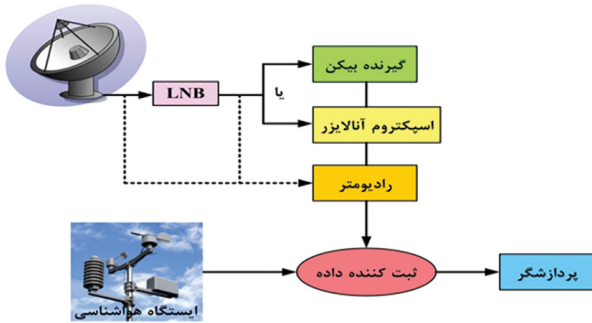 گیرنده بیکن
LNB
یا
اسپکتروم آنالایزر
رادیومتر
ثبت کننده داده
پردازشگر
ایستگاه هواشناسی